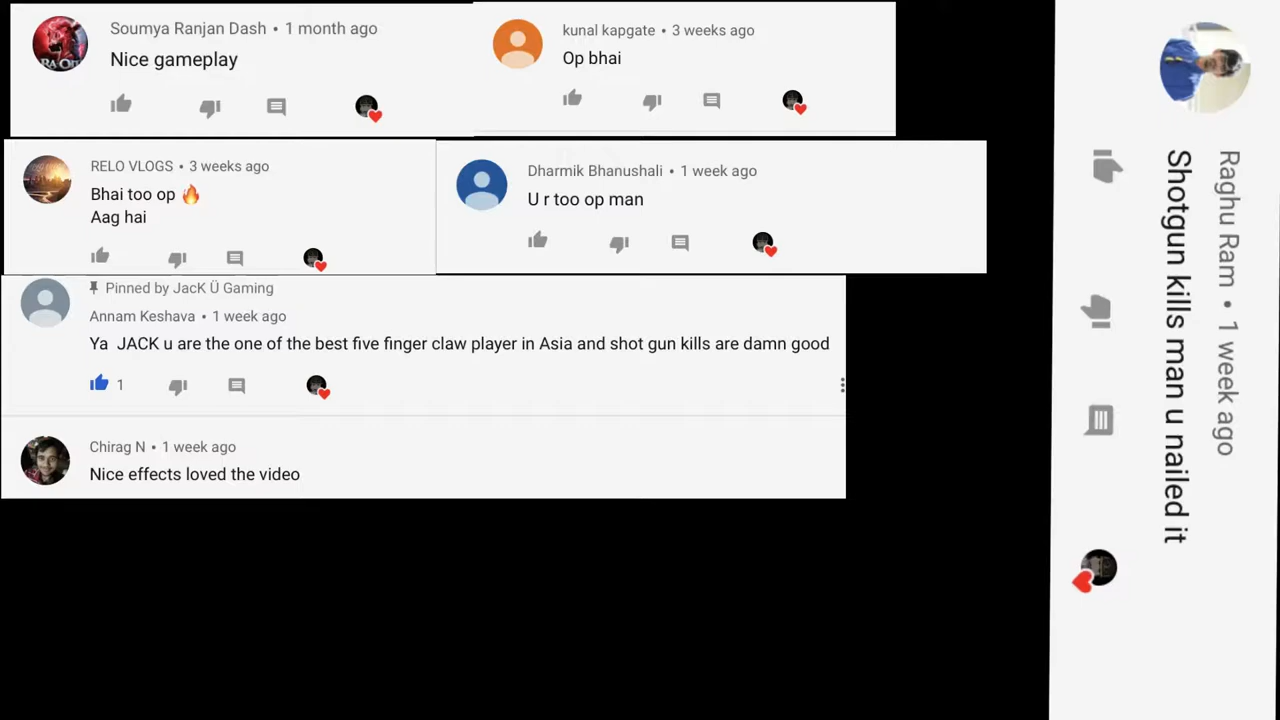 Soumya Ranjan Dash • 1 month ago
Nice gameplay
kunal kapgate • 3 weeks ago
Op bhai
RELO VLOGS • 3 weeks ago
Bhai too op 🔥
Aag hai
Dharmik Bhanushali • 1 week ago
U r too op man
Pinned by JacK Ü Gaming
Annam Keshava • 1 week ago
Ya JACK u are the one of the best five finger claw player in Asia and shot gun kills are damn good
1
Chirag N • 1 week ago
Nice effects loved the video
Raghu Ram • 1 week ago
Shotgun kills man u nailed it